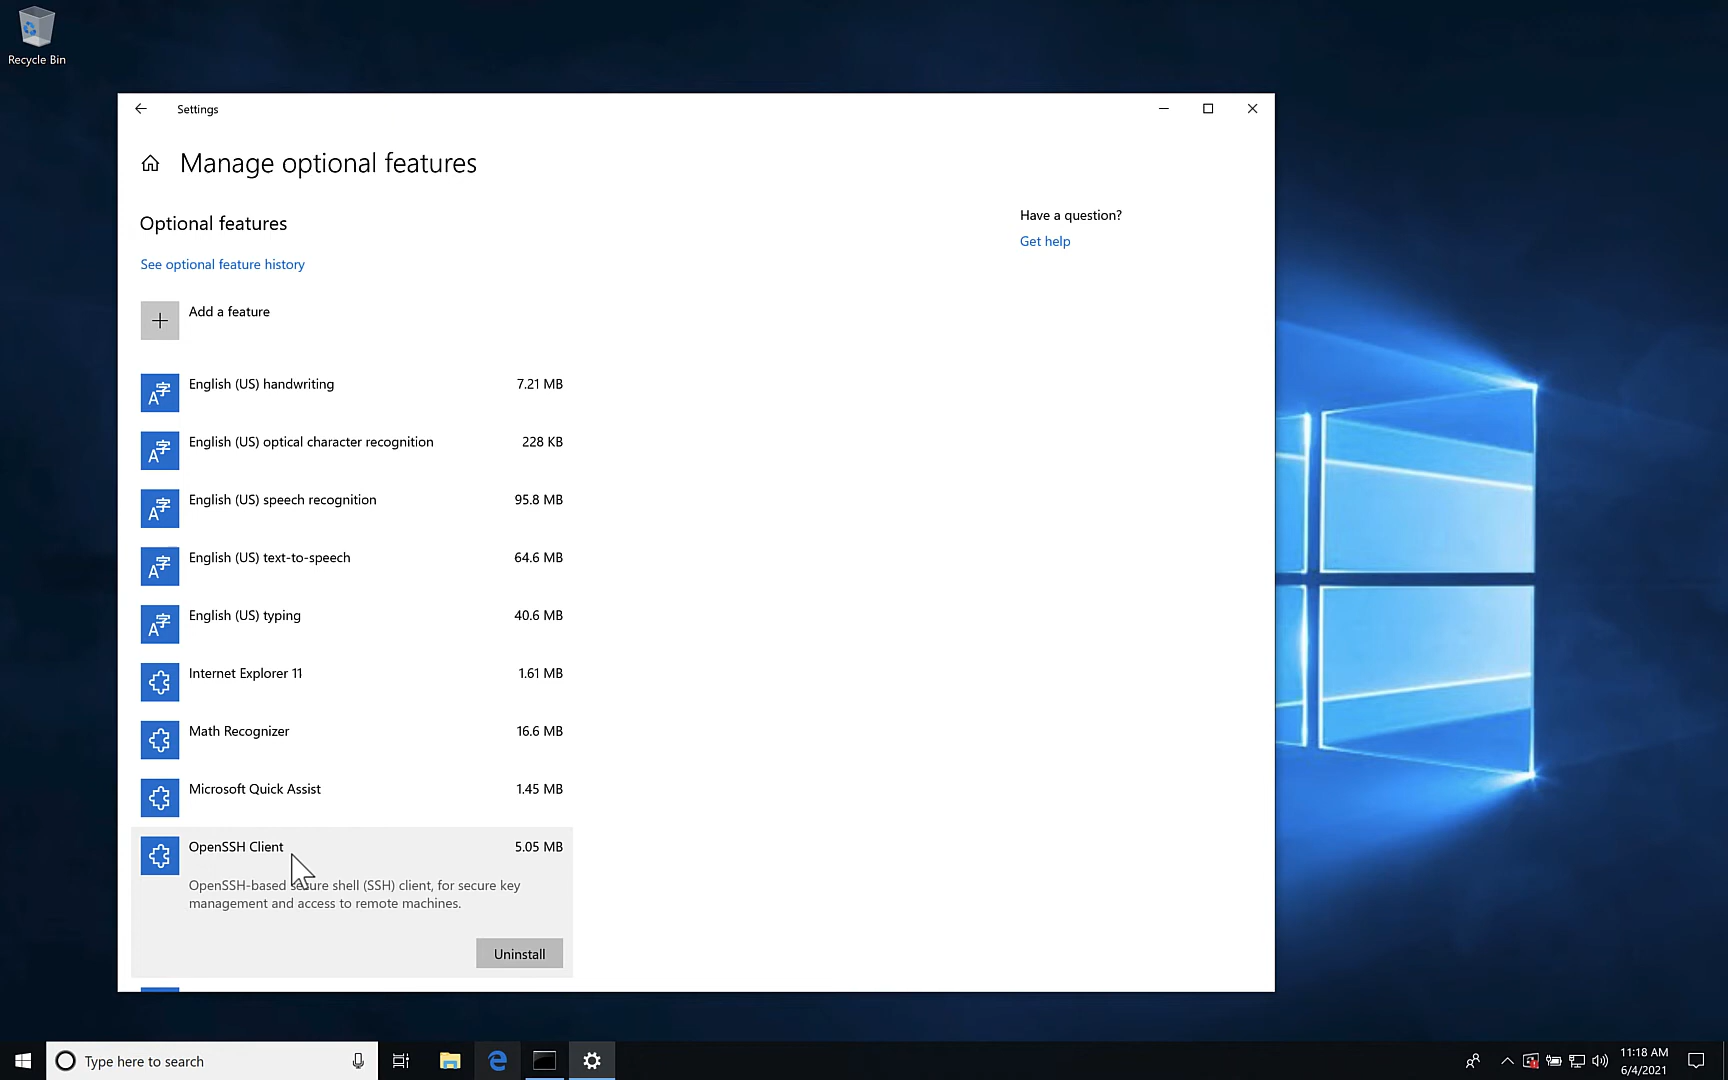 Recycle Bin
Settings
Manage optional features
Optional features
Have a question?
See optional feature history
Get help
Add a feature
English (US) handwriting 7.21 MB
English (US) optical character recognition 228 KB
English (US) speech recognition 95.8 MB
English (US) text-to-speech 64.6 MB
English (US) typing 40.6 MB
Internet Explorer 11 1.61 MB
Math Recognizer 16.6 MB
Microsoft Quick Assist 1.45 MB
OpenSSH Client 5.05 MB
OpenSSH-based secure shell (SSH) client, for secure key
management and access to remote machines.
Uninstall
Type here to search
11:18 AM
6/4/2021